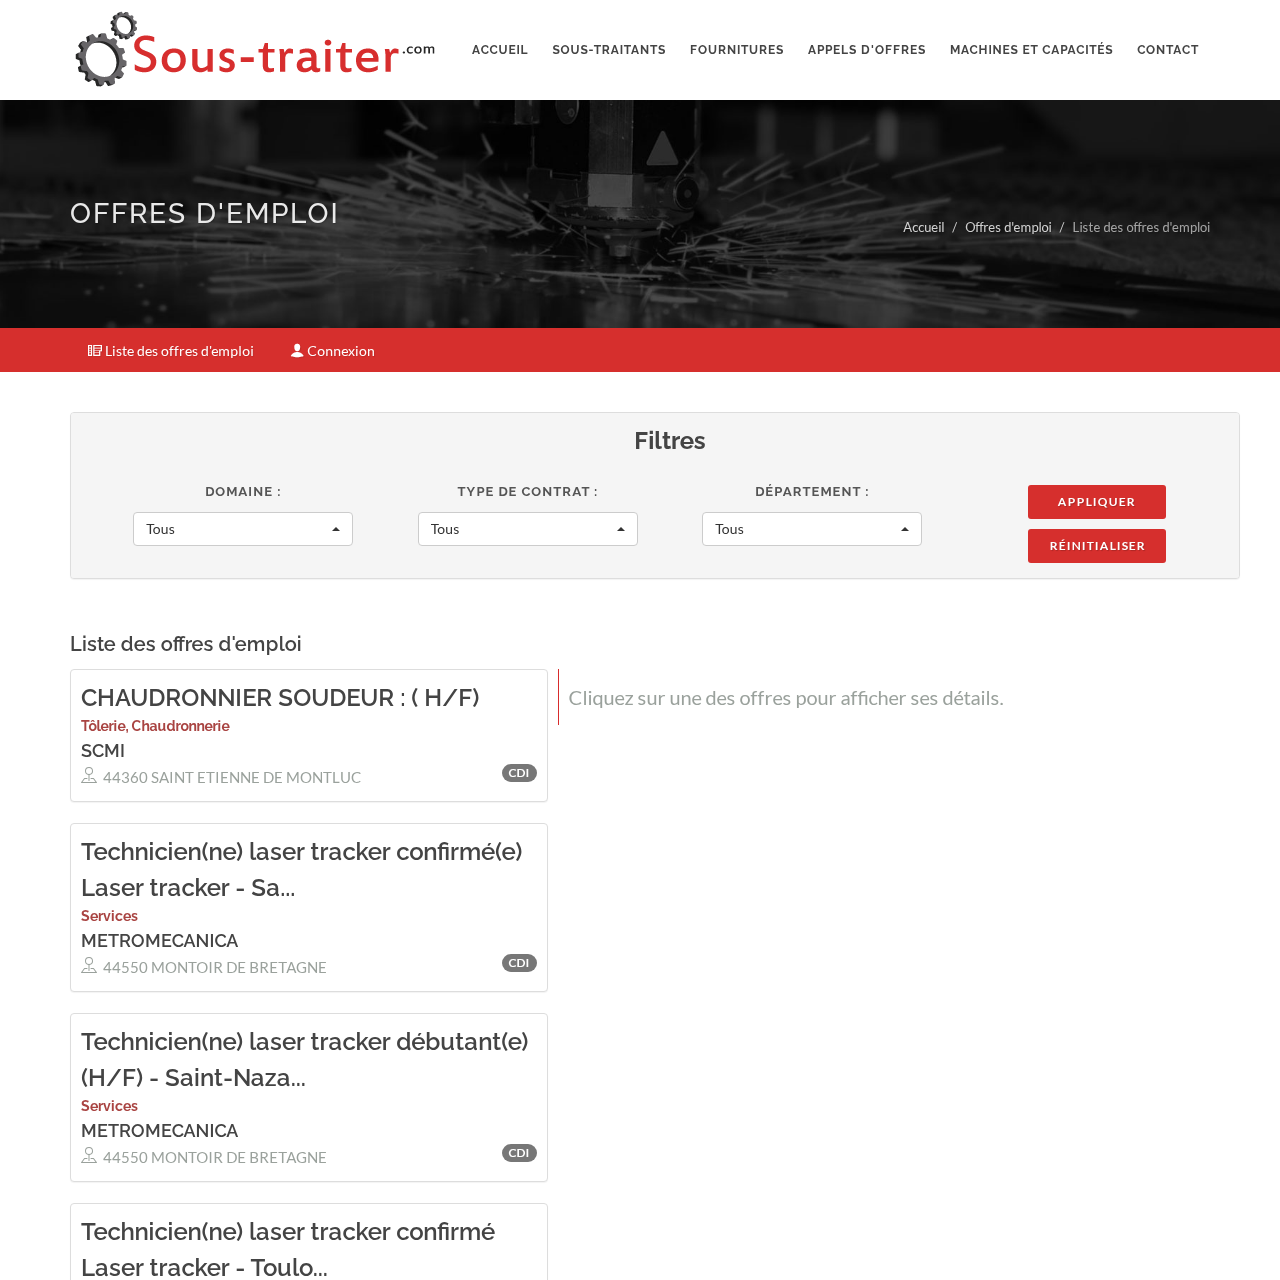 Sous-traiter.com
ACCUEIL SOUS-TRAITANTS FOURNITURES APPELS D'OFFRES MACHINES ET CAPACITÉS CONTACT
OFFRES D'EMPLOI
Accueil / Offres d'emploi / Liste des offres d'emploi
Liste des offres d'emploi Connexion
Filtres
DOMAINE : TYPE DE CONTRAT : DÉPARTEMENT :
Tous Tous Tous
APPLIQUER
RÉINITIALISER
Liste des offres d'emploi
CHAUDRONNIER SOUDEUR : ( H/F)
Tôlerie, Chaudronnerie
SCMI
44360 SAINT ETIENNE DE MONTLUC
CDI
Cliquez sur une des offres pour afficher ses détails.
Technicien(ne) laser tracker confirmé(e)
Laser tracker - Sa...
Services
METROMECANICA
44550 MONTOIR DE BRETAGNE
CDI
Technicien(ne) laser tracker débutant(e)
(H/F) - Saint-Naza...
Services
METROMECANICA
44550 MONTOIR DE BRETAGNE
CDI
Technicien(ne) laser tracker confirmé
Laser tracker - Toulo...